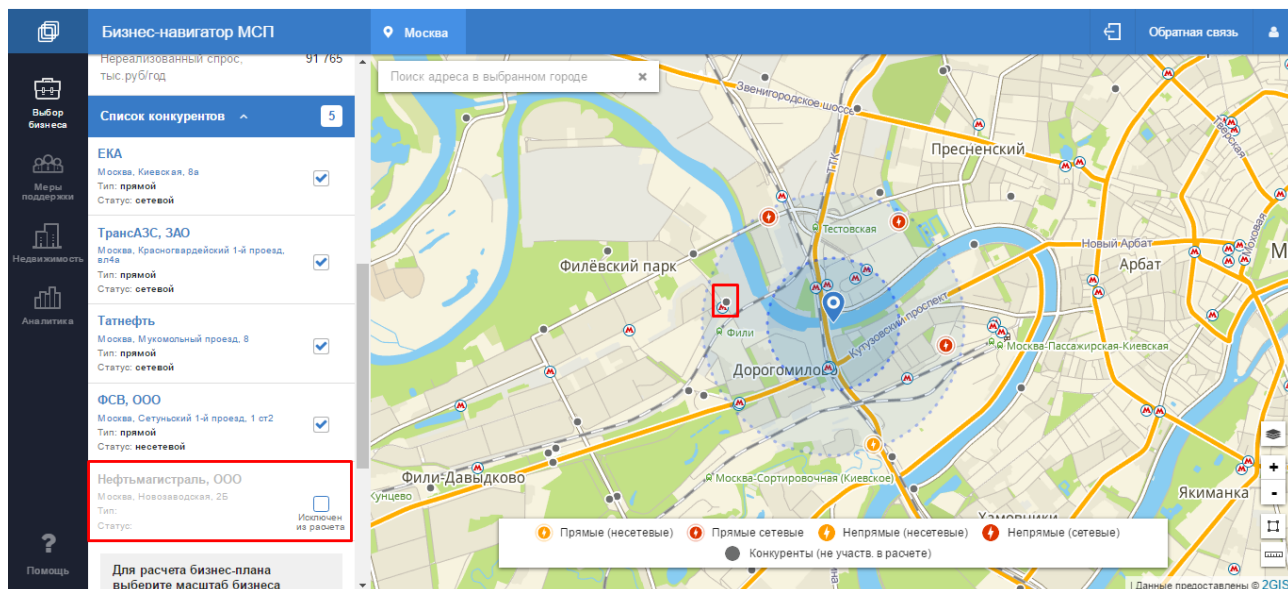 Бизнес-навигатор МСП
Москва
Обратная связь
Выбор
бизнеса
Меры
поддержки
Недвижимость
Аналитика
?
Помощь
Нереализованный спрос, 91 765
тыс.руб/год
Список конкурентов 5
ЕКА
Москва, Киевская, 8а
Тип: прямой
Статус: сетевой
ТрансАЗС, ЗАО
Москва, Красногвардейский 1-й проезд,
вл4а
Тип: прямой
Статус: сетевой
Татнефть
Москва, Мукомольный проезд, 8
Тип: прямой
Статус: сетевой
ФСВ, ООО
Москва, Сетуньский 1-й проезд, 1 ст2
Тип: прямой
Статус: несетевой
Нефтьмагистраль, ООО
Москва, Новозаводская, 2Б
Тип:
Статус:
Исключен
из расчета
Для расчета бизнес-плана
выберите масштаб бизнеса
Поиск адреса в выбранном городе
Звенигородское шоссе
ТТК
Пресненский
Тверская
Моховая
Тестовская
Новый Арбат
Арбат
М
Филёвский парк
Фили
Кутузовский проспект
Москва-Пассажирская-Киевская
Дорогомилово
Фили-Давыдково
Кунцево
Москва-Сортировочная (Киевское)
Якиманка
Хамовники
+
-
Прямые (несетевые)
Прямые сетевые
Непрямые (несетевые)
Непрямые (сетевые)
Конкуренты (не участв. в расчете)
Данные предоставлены © 2GIS